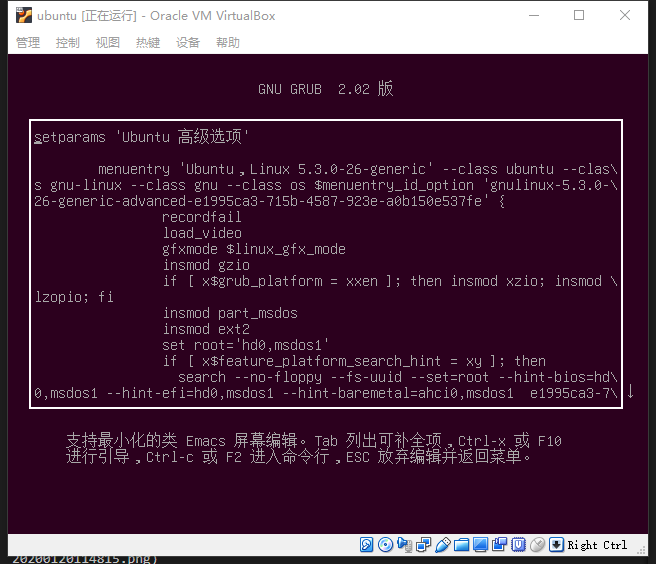 ubuntu [正在运行] - Oracle VM VirtualBox
管理 控制 视图 热键 设备 帮助
GNU GRUB 2.02 版
setparams 'Ubuntu 高级选项'
menuentry 'Ubuntu，Linux 5.3.0-26-generic' --class ubuntu --clas\
s gnu-linux --class gnu --class os $menuentry_id_option 'gnulinux-5.3.0-\
26-generic-advanced-e1995ca3-715b-4587-923e-a0b150e537fe' {
recordfail
load_video
gfxmode $linux_gfx_mode
insmod gzio
if [ x$grub_platform = xxen ]; then insmod xzio; insmod \
lzopio; fi
insmod part_msdos
insmod ext2
set root='hd0,msdos1'
if [ x$feature_platform_search_hint = xy ]; then
search --no-floppy --fs-uuid --set=root --hint-bios=hd\
0,msdos1 --hint-efi=hd0,msdos1 --hint-baremetal=ahci0,msdos1 e1995ca3-7\ ↓
支持最小化的类 Emacs 屏幕编辑。Tab 列出可补全项，Ctrl-x 或 F10
进行引导，Ctrl-c 或 F2 进入命令行，ESC 放弃编辑并返回菜单。
Right Ctrl
20200120114815.png)